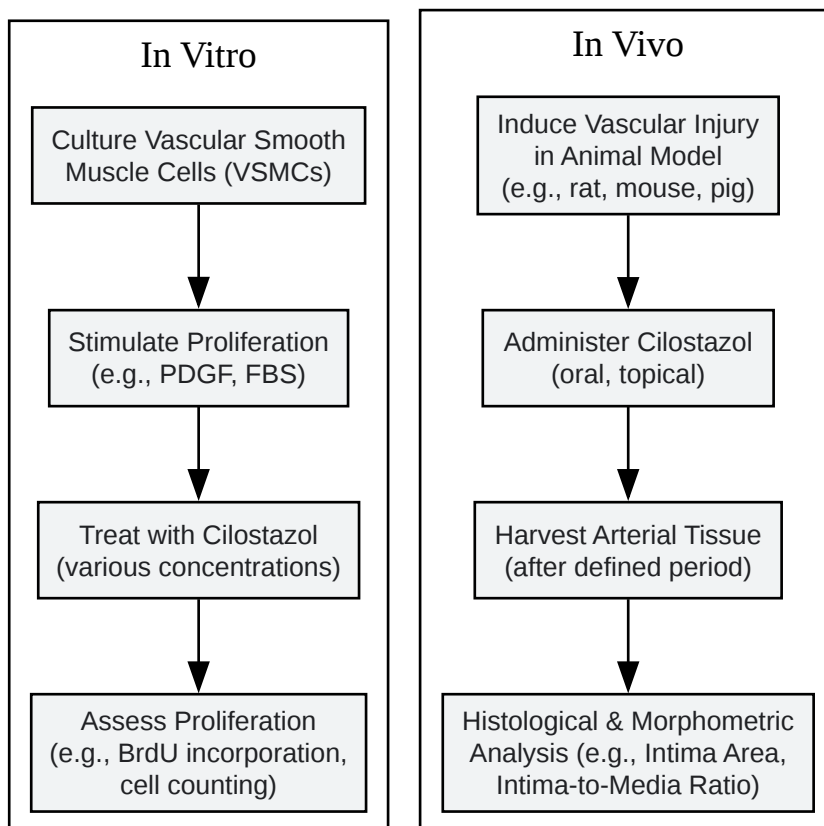 In Vitro
Culture Vascular Smooth
Muscle Cells (VSMCs)
Stimulate Proliferation
(e.g., PDGF, FBS)
Treat with Cilostazol
(various concentrations)
Assess Proliferation
(e.g., BrdU incorporation,
cell counting)
In Vivo
Induce Vascular Injury
in Animal Model
(e.g., rat, mouse, pig)
Administer Cilostazol
(oral, topical)
Harvest Arterial Tissue
(after defined period)
Histological & Morphometric
Analysis (e.g., Intima Area,
Intima-to-Media Ratio)